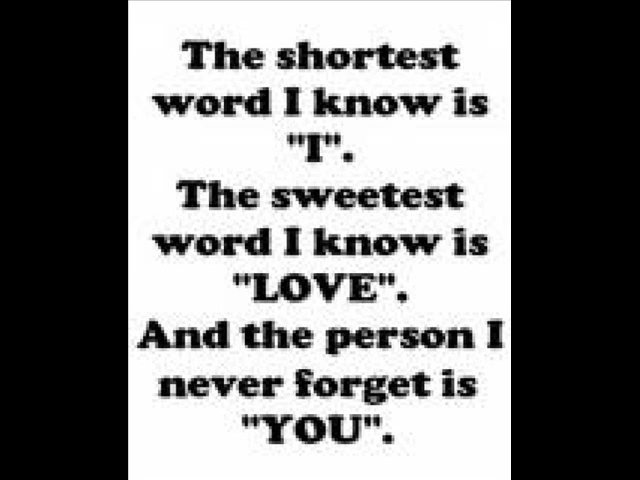 The shortest
word I know is
"I".
The sweetest
word I know is
"LOVE".
And the person I
never forget is
"YOU".